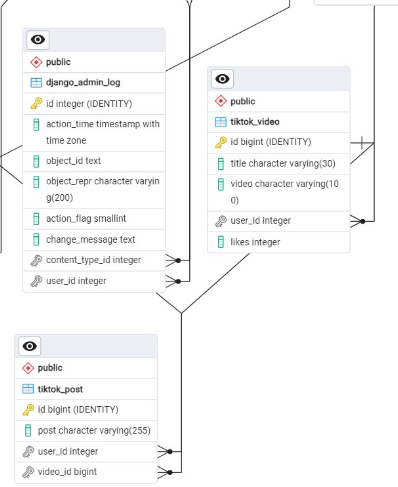 public
django_admin_log
id integer (IDENTITY)
action_time timestamp with
time zone
object_id text
object_repr character varyin
g(200)
action_flag smallint
change_message text
content_type_id integer
user_id integer
public
tiktok_video
id bigint (IDENTITY)
title character varying(30)
video character varying(10
0)
user_id integer
likes integer
public
tiktok_post
id bigint (IDENTITY)
post character varying(255)
user_id integer
video_id bigint